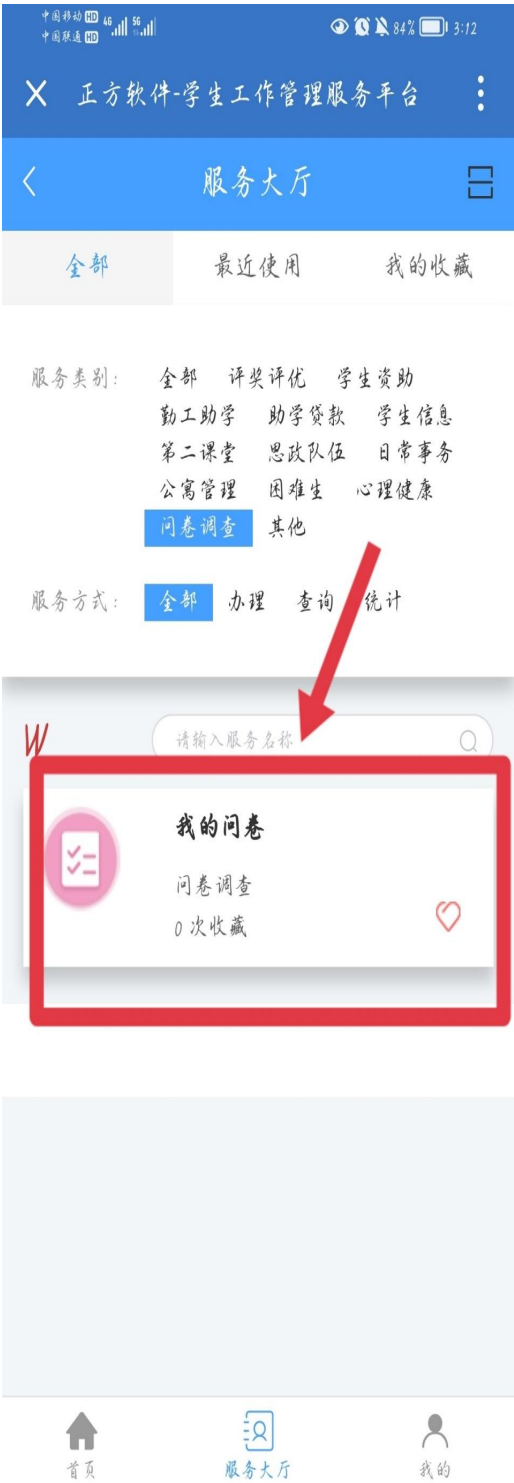 中国移动 HD 4G 5G
中国联通 HD
84% 3:12
正方软件-学生工作管理服务平台
服务大厅
全部 最近使用 我的收藏
服务类别: 全部 评奖评优 学生资助
勤工助学 助学贷款 学生信息
第二课堂 思政队伍 日常事务
公寓管理 困难生 心理健康
问卷调查 其他
服务方式: 全部 办理 查询 统计
W
请输入服务名称
我的问卷
问卷调查
0 次收藏
首页 服务大厅 我的